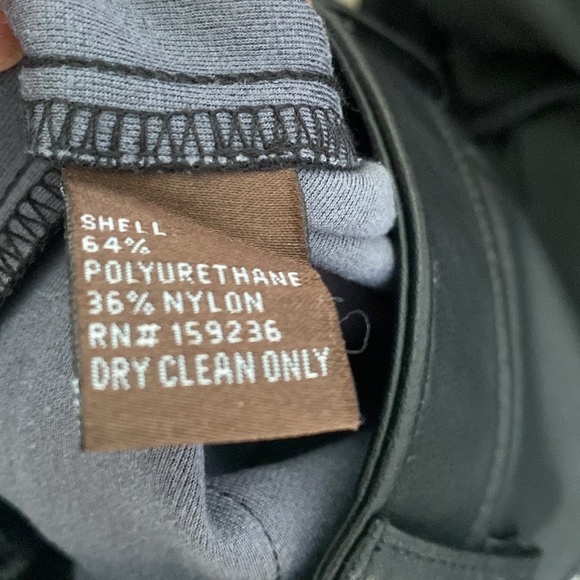 SHELL
64%
POLYURETHANE
36% NYLON
RN# 159236
DRY CLEAN ONLY